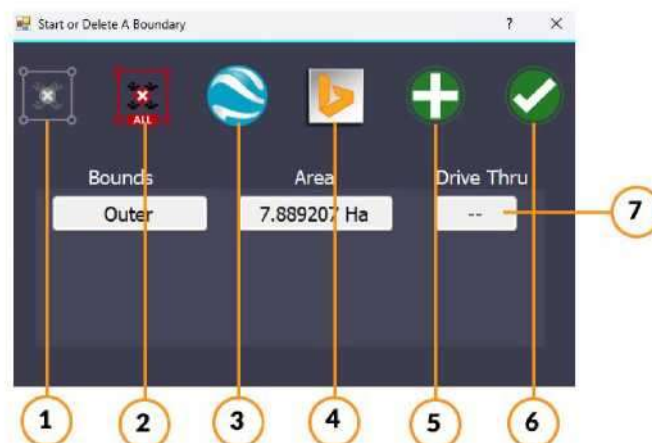 Start or Delete A Boundary ? ×
ALL
Bounds Area Drive Thru
Outer 7.889207 Ha --
7
1 2 3 4 5 6